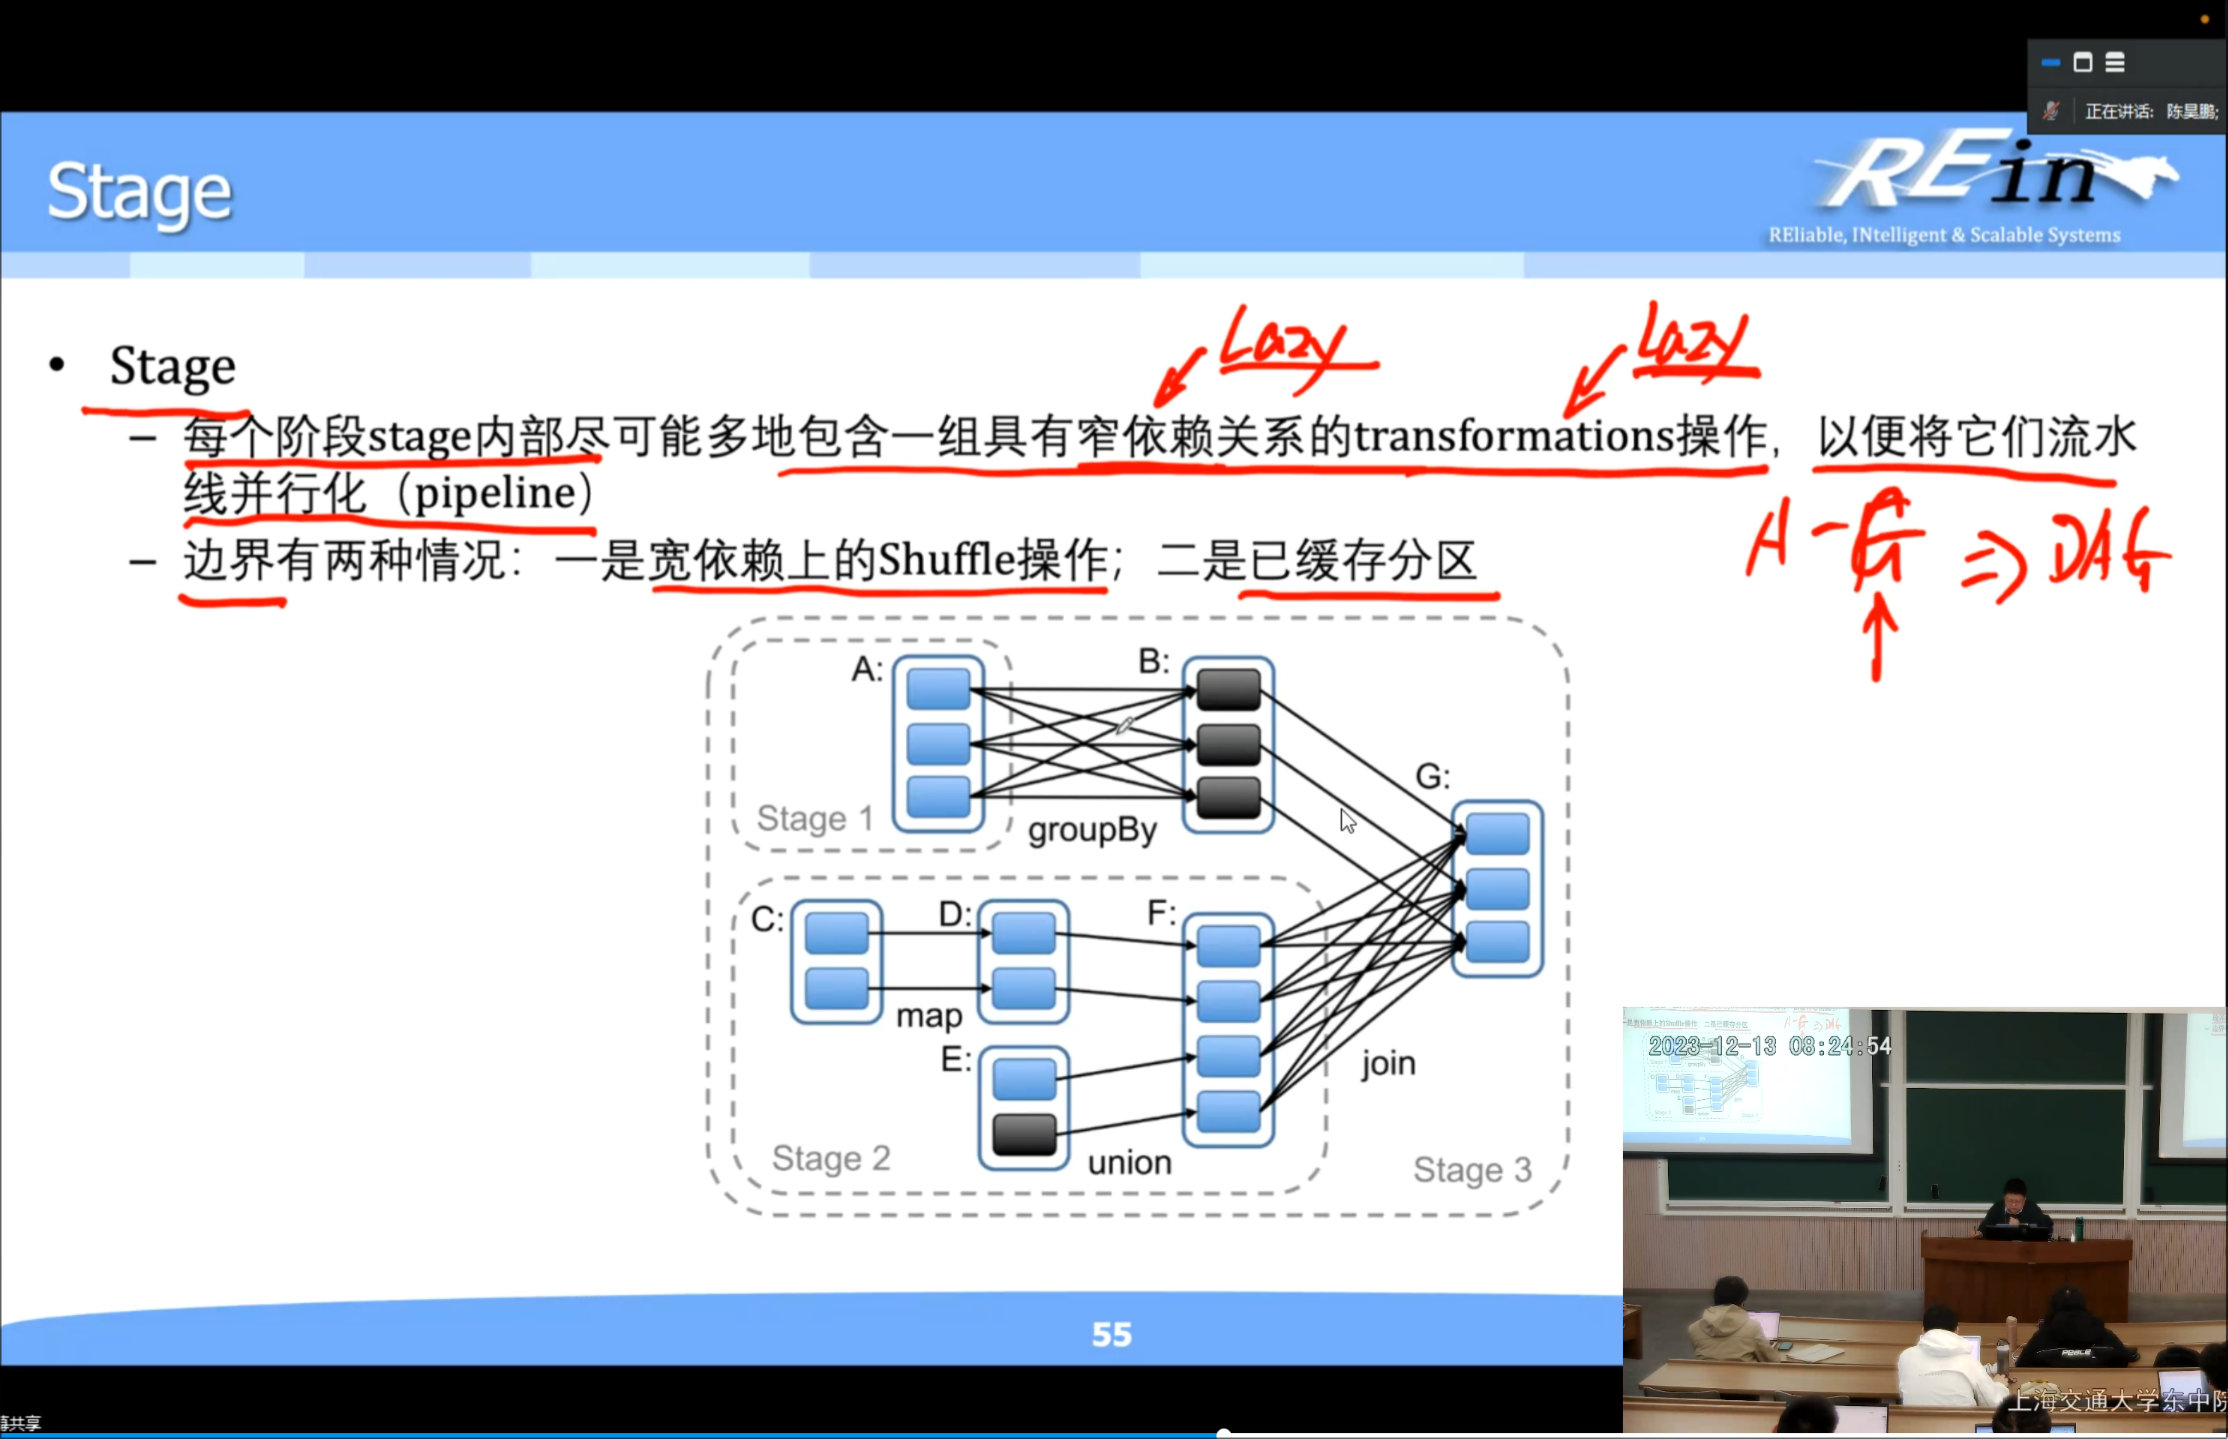 正在讲话: 陈昊鹏;
Stage
REin
REliable, INtelligent & Scalable Systems
Lazy
Lazy
• Stage
– 每个阶段stage内部尽可能多地包含一组具有窄依赖关系的transformations操作，以便将它们流水
线并行化（pipeline）
A-G ⇒ DAG
– 边界有两种情况：一是宽依赖上的Shuffle操作；二是已缓存分区
A:
B:
G:
Stage 1
groupBy
C:
D:
F:
map
E:
join
Stage 2
union
Stage 3
2023-12-13 08:24:54
55
上海交通大学东中院
幕共享